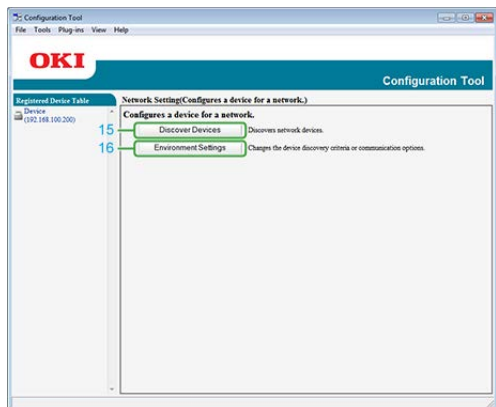 Configuration Tool
File Tools Plug-ins View Help
OKI
Configuration Tool
Registered Device Table
Network Setting(Configures a device for a network.)
Device
(192.168.100.200)
Configures a device for a network.
15 Discover Devices Discovers network devices.
16 Environment Settings Changes the device discovery criteria or communication options.